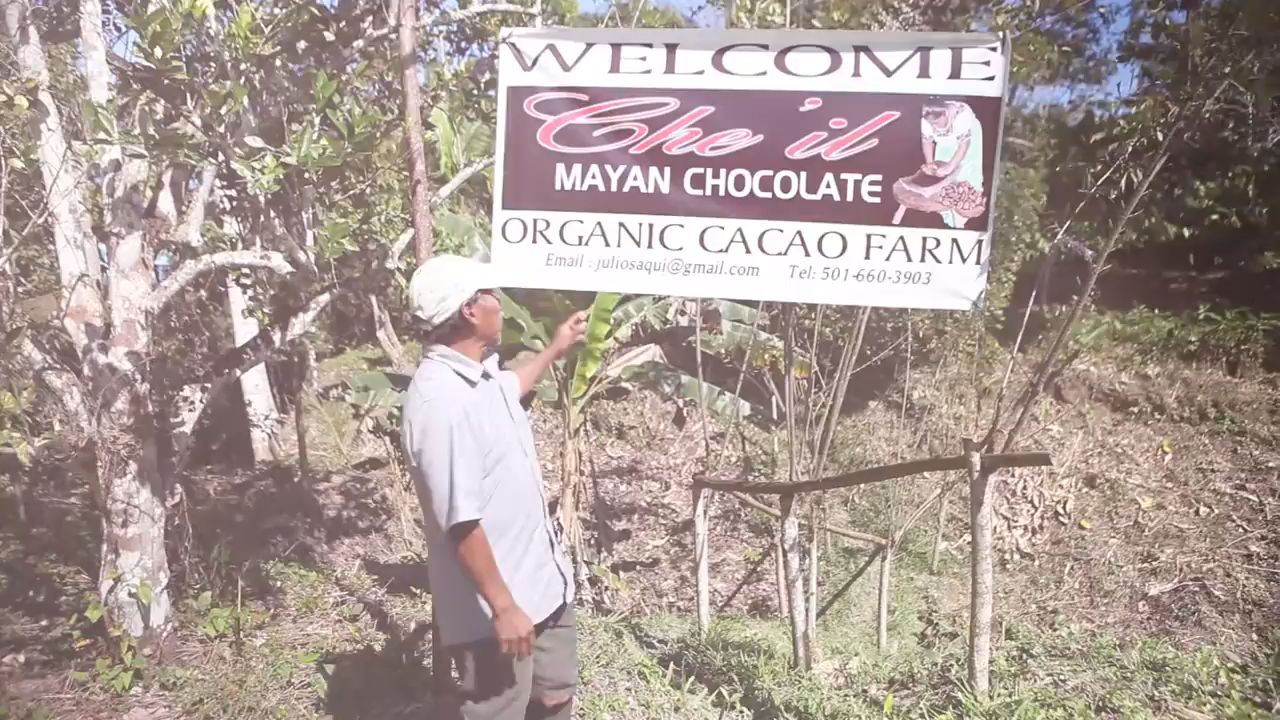 WELCOME
Che'il
MAYAN CHOCOLATE
ORGANIC CACAO FARM
Email : juliosaqui@gmail.com Tel: 501-660-3903